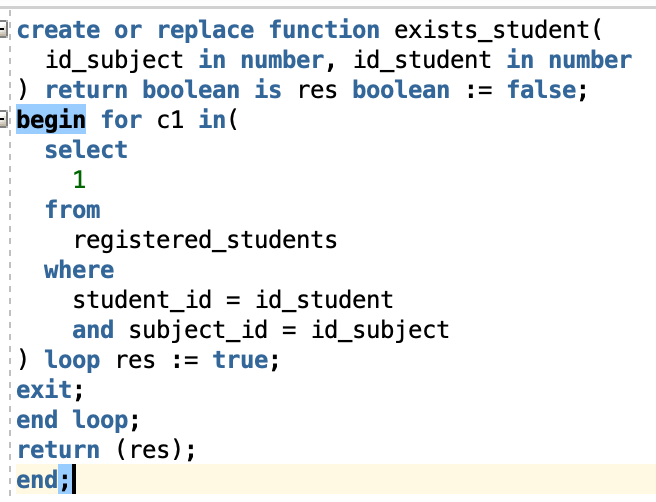 create or replace function exists_student(
id_subject in number, id_student in number
) return boolean is res boolean := false;
begin for c1 in(
select
1
from
registered_students
where
student_id = id_student
and subject_id = id_subject
) loop res := true;
exit;
end loop;
return (res);
end;